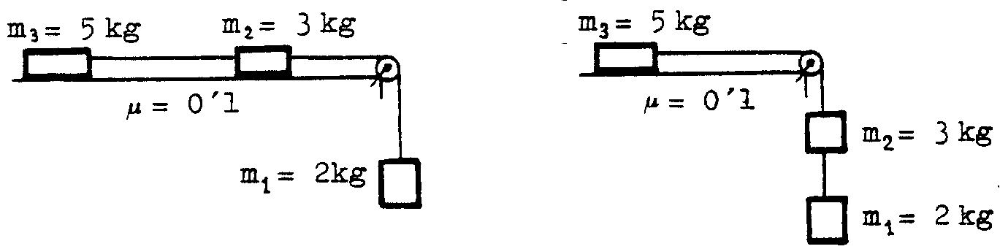 m₃= 5 kg
m₂= 3 kg
μ = 0'1
m₁= 2kg
m₃= 5 kg
μ = 0'1
m₂= 3 kg
m₁= 2 kg